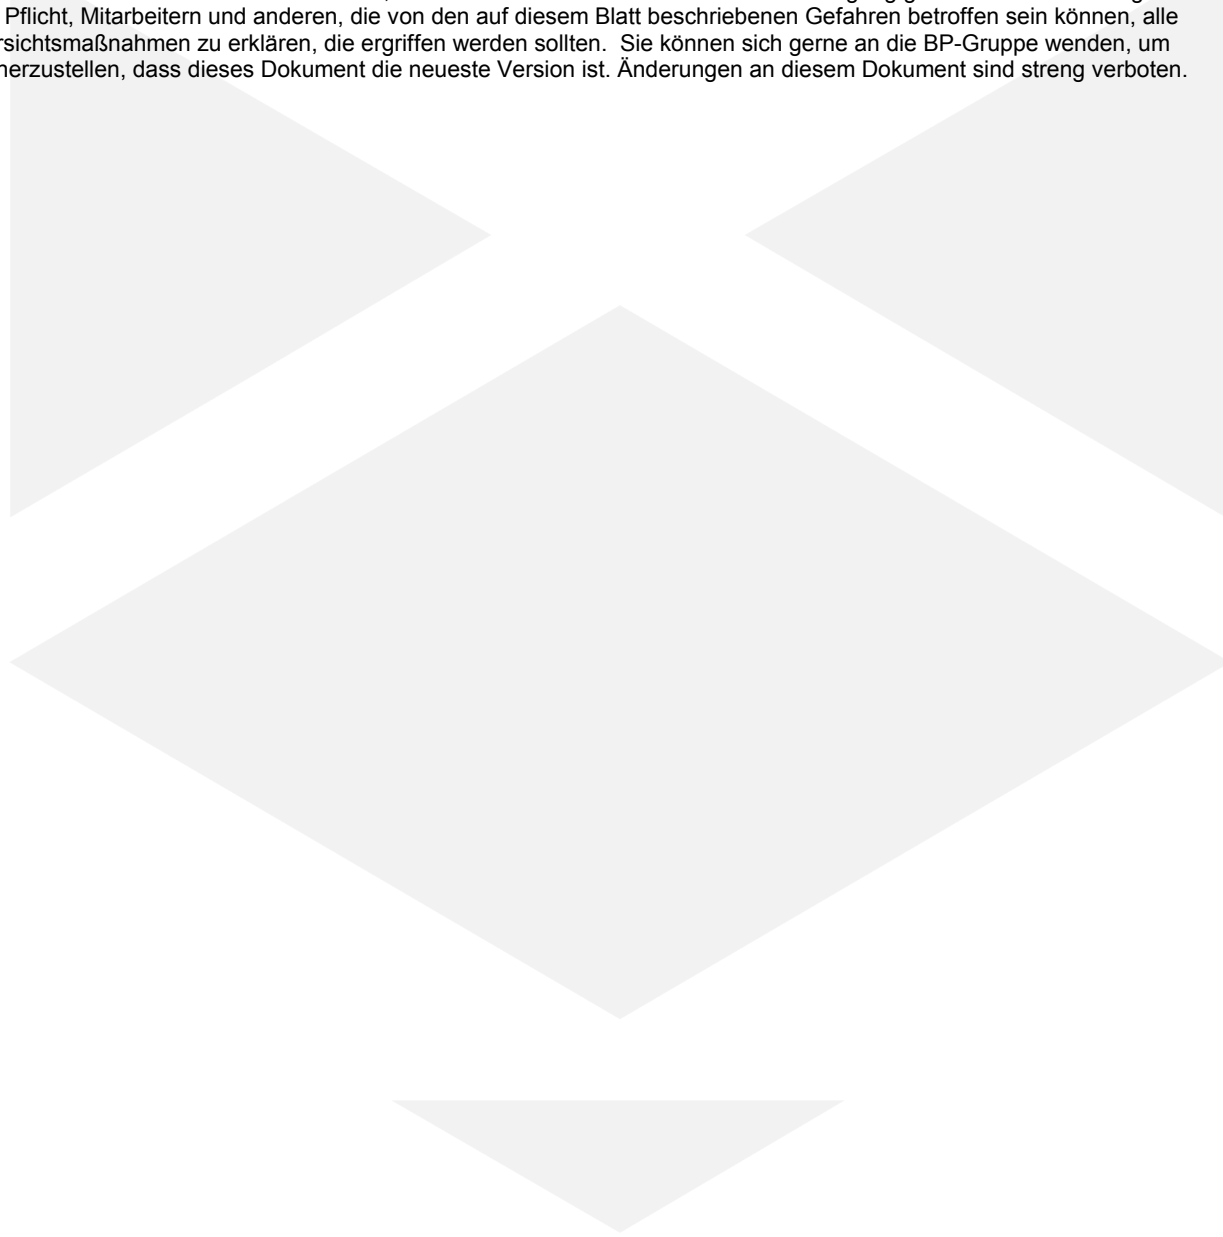 Pflicht, Mitarbeitern und anderen, die von den auf diesem Blatt beschriebenen Gefahren betroffen sein können, alle
rsichtsmaßnahmen zu erklären, die ergriffen werden sollten.  Sie können sich gerne an die BP-Gruppe wenden, um
herzustellen, dass dieses Dokument die neueste Version ist. Änderungen an diesem Dokument sind streng verboten.